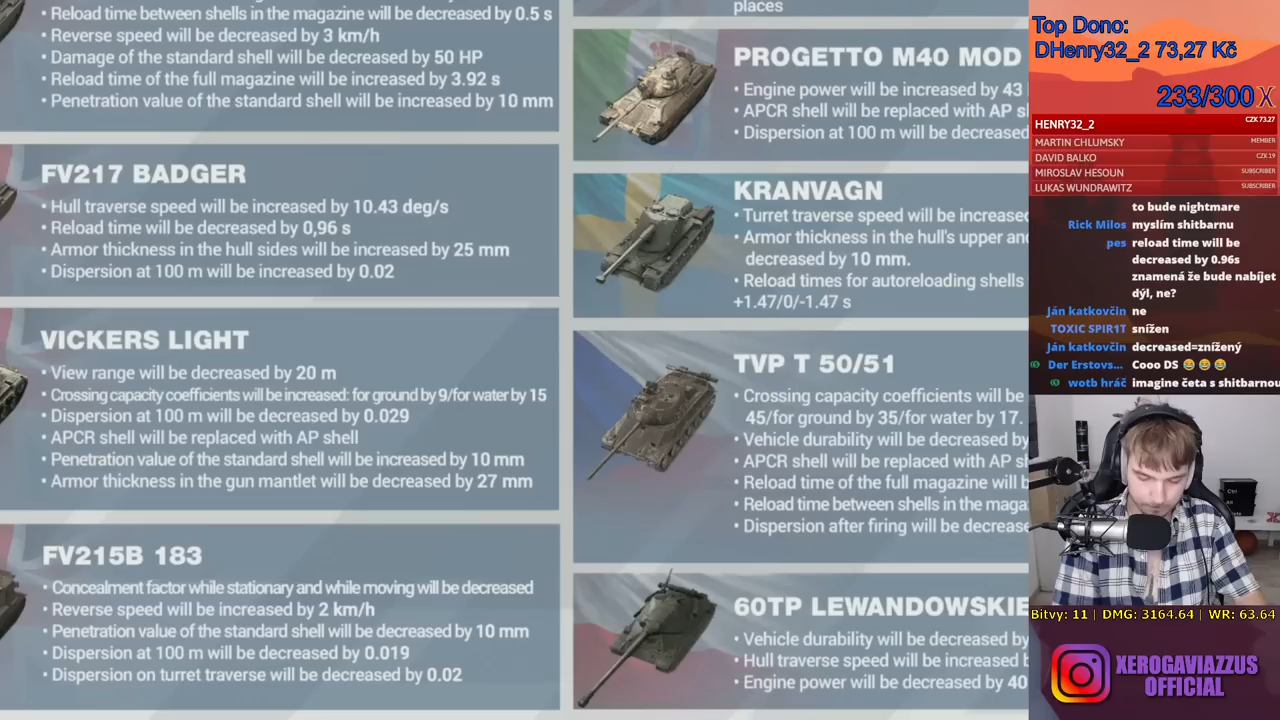 • Reload time between shells in the magazine will be decreased by 0.5 s
• Reverse speed will be decreased by 3 km/h
• Damage of the standard shell will be decreased by 50 HP
• Reload time of the full magazine will be increased by 3.92 s
• Penetration value of the standard shell will be increased by 10 mm
FV217 BADGER
• Hull traverse speed will be increased by 10.43 deg/s
• Reload time will be decreased by 0,96 s
• Armor thickness in the hull sides will be increased by 25 mm
• Dispersion at 100 m will be increased by 0.02
VICKERS LIGHT
• View range will be decreased by 20 m
• Crossing capacity coefficients will be increased: for ground by 9/for water by 15
• Dispersion at 100 m will be decreased by 0.029
• APCR shell will be replaced with AP shell
• Penetration value of the standard shell will be increased by 10 mm
• Armor thickness in the gun mantlet will be decreased by 27 mm
FV215B 183
• Concealment factor while stationary and while moving will be decreased
• Reverse speed will be increased by 2 km/h
• Penetration value of the standard shell will be decreased by 10 mm
• Dispersion at 100 m will be decreased by 0.019
• Dispersion on turret traverse will be decreased by 0.02
places
PROGETTO M40 MOD
• Engine power will be increased by 43
• APCR shell will be replaced with AP sh
• Dispersion at 100 m will be decreased
KRANVAGN
• Turret traverse speed will be increased
• Armor thickness in the hull's upper and
decreased by 10 mm.
• Reload times for autoreloading shells
+1.47/0/-1.47 s
TVP T 50/51
• Crossing capacity coefficients will be
45/for ground by 35/for water by 17.
• Vehicle durability will be decreased by
• APCR shell will be replaced with AP sh
• Reload time of the full magazine will b
• Reload time between shells in the maga
• Dispersion after firing will be decrease
60TP LEWANDOWSKIE
• Vehicle durability will be decreased by
• Hull traverse speed will be increased b
• Engine power will be decreased by 40
Top Dono:
DHenry32_2 73,27 Kč
233/300 X
HENRY32_2 CZK 73.27
MARTIN CHLUMSKY MEMBER
DAVID BALKO CZK 19
MIROSLAV HESOUN SUBSCRIBER
LUKAS WUNDRAWITZ SUBSCRIBER
to bude nightmare
Rick Milos myslím shitbarnu
pes reload time will be
decreased by 0.96s
znamená že bude nabíjet
dýl, ne?
Ján katkovčin ne
TOXIC SPIR1T snížen
Ján katkovčin decreased=znížený
Der Erstovs... Cooo DS 😂 😂 😂
wotb hráč imagine četa s shitbarnou
Ctrl
Alt
Delete
Bitvy: 11 | DMG: 3164.64 | WR: 63.64
XEROGAVIAZZUS
OFFICIAL